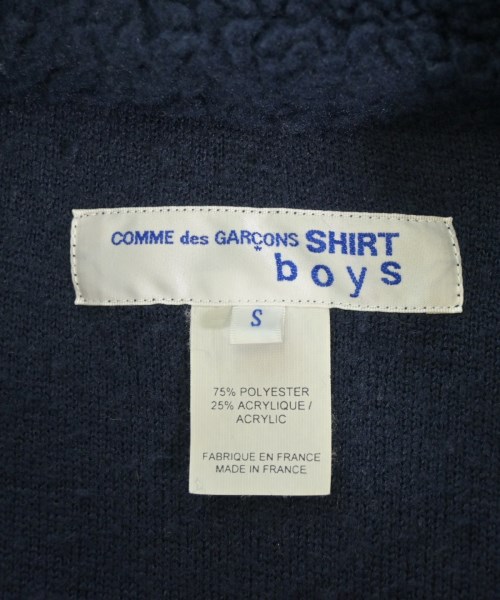 COMME des GARÇONS SHIRT
boys
S
75% POLYESTER
25% ACRYLIQUE /
ACRYLIC
FABRIQUE EN FRANCE
MADE IN FRANCE